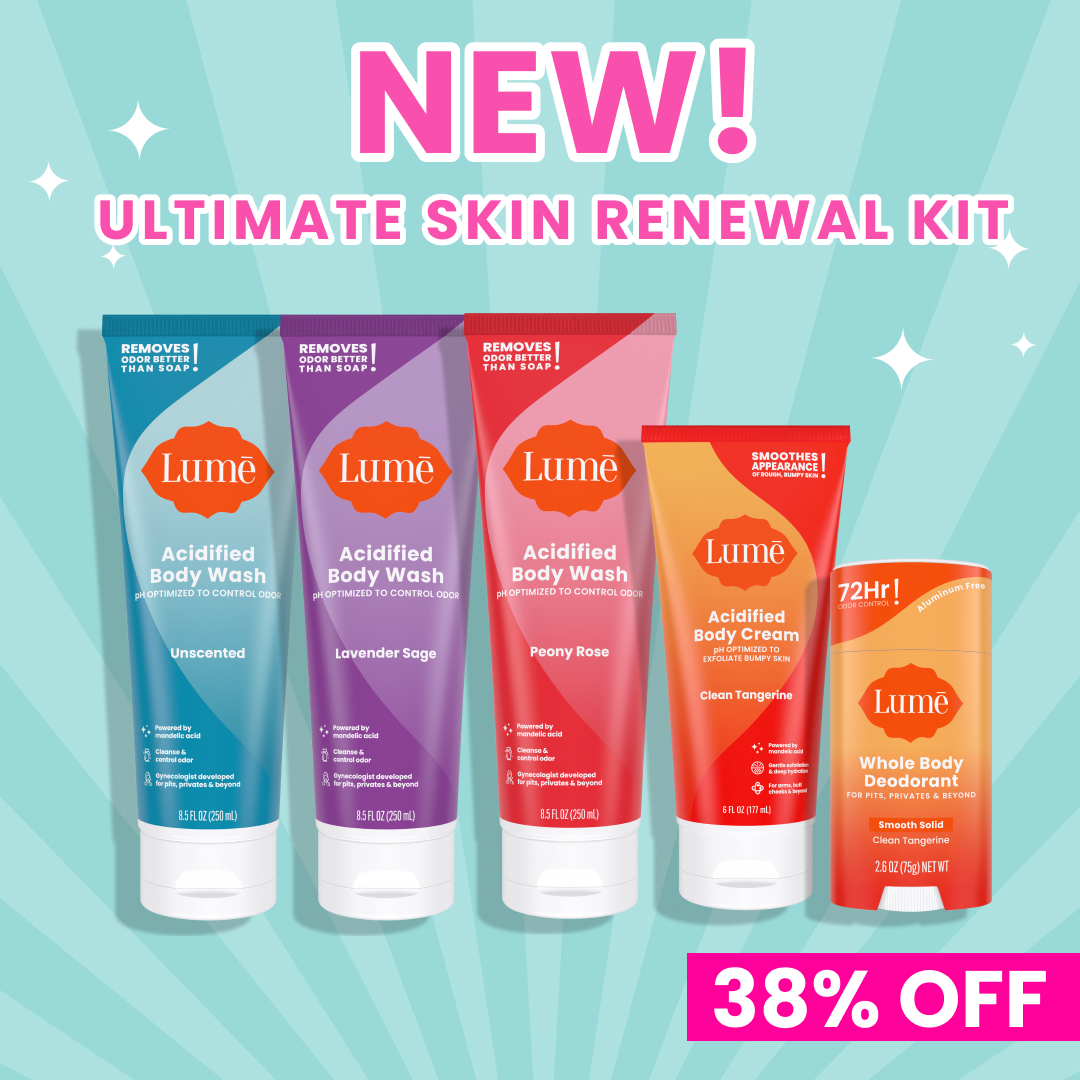 NEW!
ULTIMATE SKIN RENEWAL KIT
REMOVES
ODOR BETTER
THAN SOAP!
Lumē
Acidified
Body Wash
pH OPTIMIZED TO CONTROL ODOR
Unscented
Powered by
mandelic acid
Cleanse &
control odor
Gynecologist developed
for pits, privates & beyond
8.5 FL OZ (250 mL)
REMOVES
ODOR BETTER
THAN SOAP!
Lumē
Acidified
Body Wash
pH OPTIMIZED TO CONTROL ODOR
Lavender Sage
Powered by
mandelic acid
Cleanse &
control odor
Gynecologist developed
for pits, privates & beyond
8.5 FL OZ (250 mL)
REMOVES
ODOR BETTER
THAN SOAP!
Lumē
Acidified
Body Wash
pH OPTIMIZED TO CONTROL ODOR
Peony Rose
Powered by
mandelic acid
Cleanse &
control odor
Gynecologist developed
for pits, privates & beyond
8.5 FL OZ (250 mL)
SMOOTHES
APPEARANCE
OF ROUGH, BUMPY SKIN!
Lumē
Acidified
Body Cream
pH OPTIMIZED TO
EXFOLIATE BUMPY SKIN
Clean Tangerine
Powered by
mandelic acid
Gentle exfoliation
& deep hydration
For arms, butt
cheeks & beyond
6 FL OZ (177 mL)
72Hr!
ODOR CONTROL
Aluminum Free
Lumē
Whole Body
Deodorant
FOR PITS, PRIVATES & BEYOND
Smooth Solid
Clean Tangerine
2.6 OZ (75g) NET WT
38% OFF